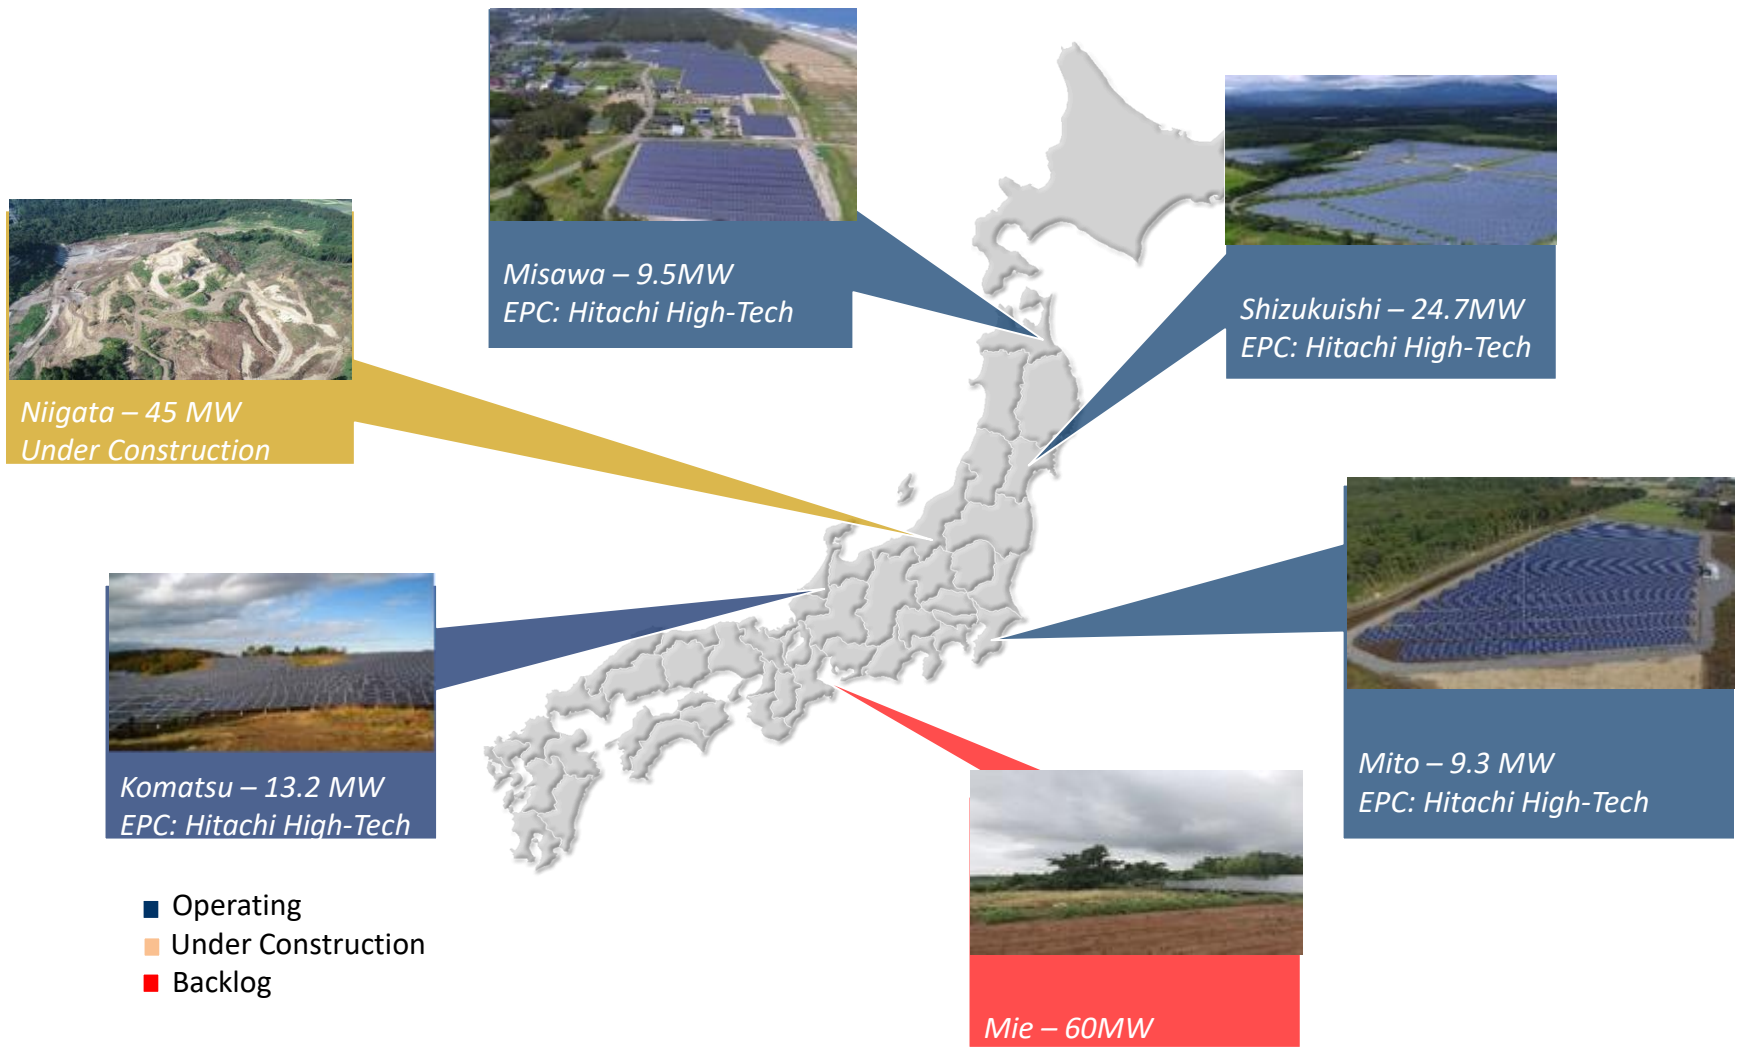 Misawa – 9.5MW
EPC: Hitachi High-Tech
Shizukuishi – 24.7MW
EPC: Hitachi High-Tech
Niigata – 45 MW
Under Construction
Mito – 9.3 MW
EPC: Hitachi High-Tech
Komatsu – 13.2 MW
EPC: Hitachi High-Tech
Operating
Under Construction
Backlog
Mie – 60MW